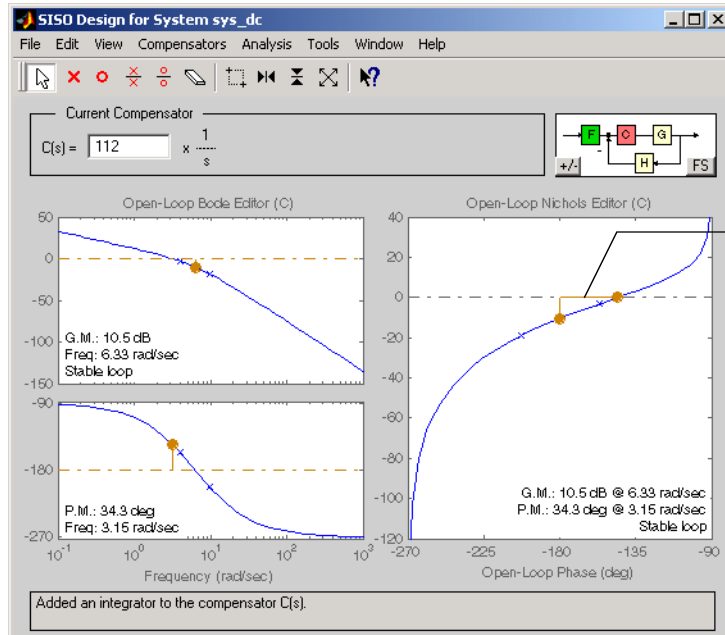 SISO Design for System sys_dc
File Edit View Compensators Analysis Tools Window Help
Current Compensator
C(s) = 112 x 1
s
F C G
H
+/- FS
Open-Loop Bode Editor (C)
50
0
-50
-100
-150
G.M.: 10.5 dB
Freq: 6.33 rad/sec
Stable loop
-90
-180
-270
P.M.: 34.3 deg
Freq: 3.15 rad/sec
10^-1 10^0 10^1 10^2 10^3
Frequency (rad/sec)
Open-Loop Nichols Editor (C)
40
20
0
-20
-40
-60
-80
-100
-120
G.M.: 10.5 dB @ 6.33 rad/sec
P.M.: 34.3 deg @ 3.15 rad/sec
Stable loop
-270 -225 -180 -135 -90
Open-Loop Phase (deg)
Added an integrator to the compensator C(s).